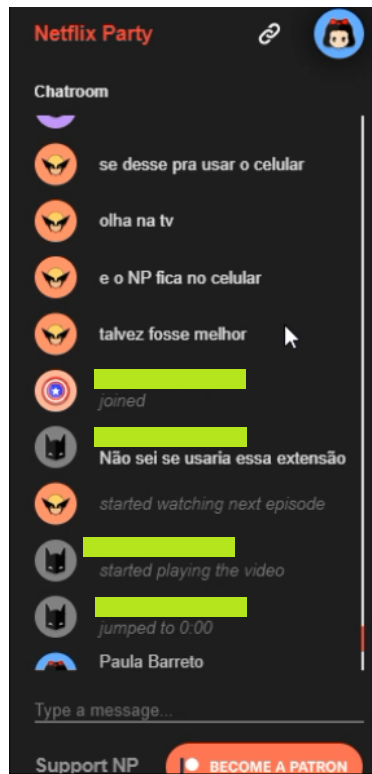 Netflix Party
Chatroom
se desse pra usar o celular
olha na tv
e o NP fica no celular
talvez fosse melhor
joined
Não sei se usaria essa extensão
started watching next episode
started playing the video
jumped to 0:00
Paula Barreto
Type a message...
Support NP
BECOME A PATRON